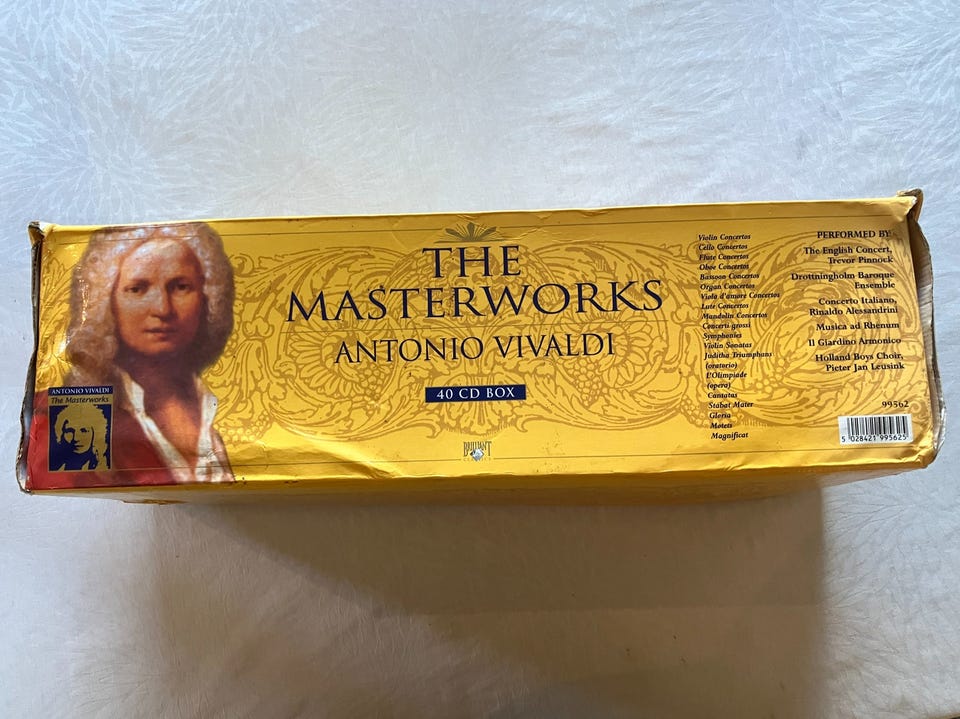 THE
MASTERWORKS
ANTONIO VIVALDI
40 CD BOX
BRILLIANT
CLASSICS
ANTONIO VIVALDI
The Masterworks
Violin Concertos
Cello Concertos
Flute Concertos
Oboe Concertos
Bassoon Concertos
Organ Concertos
Viola d'amore Concertos
Lute Concertos
Mandolin Concertos
Concerti grossi
Symphonies
Violin Sonatas
Juditha Triumphans
(oratorio)
L'Olimpiade
(opera)
Cantatas
Stabat Mater
Gloria
Motets
Magnificat
PERFORMED BY:
The English Concert,
Trevor Pinnock
Drottningholm Baroque
Ensemble
Concerto Italiano,
Rinaldo Alessandrini
Musica ad Rhenum
Il Giardino Armonico
Holland Boys Choir,
Pieter Jan Leusink
99562
5 028421 995625